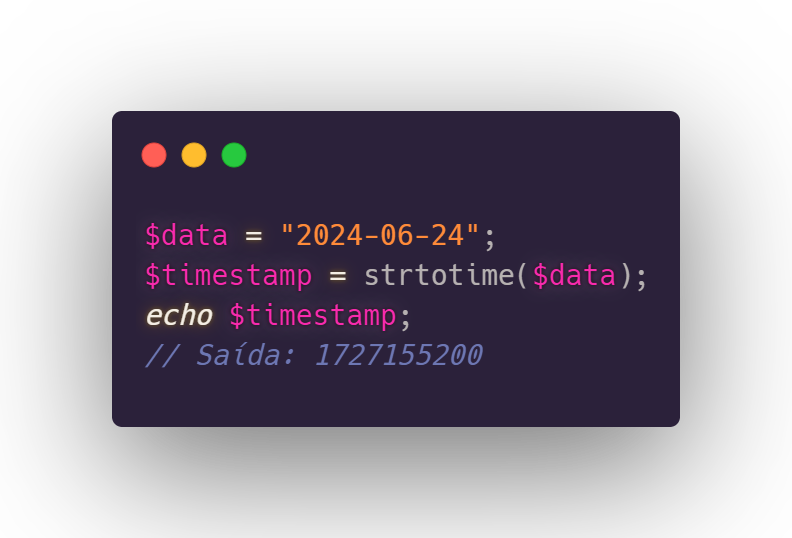 $data = "2024-06-24";
$timestamp = strtotime($data);
echo $timestamp;
// Saída: 1727155200